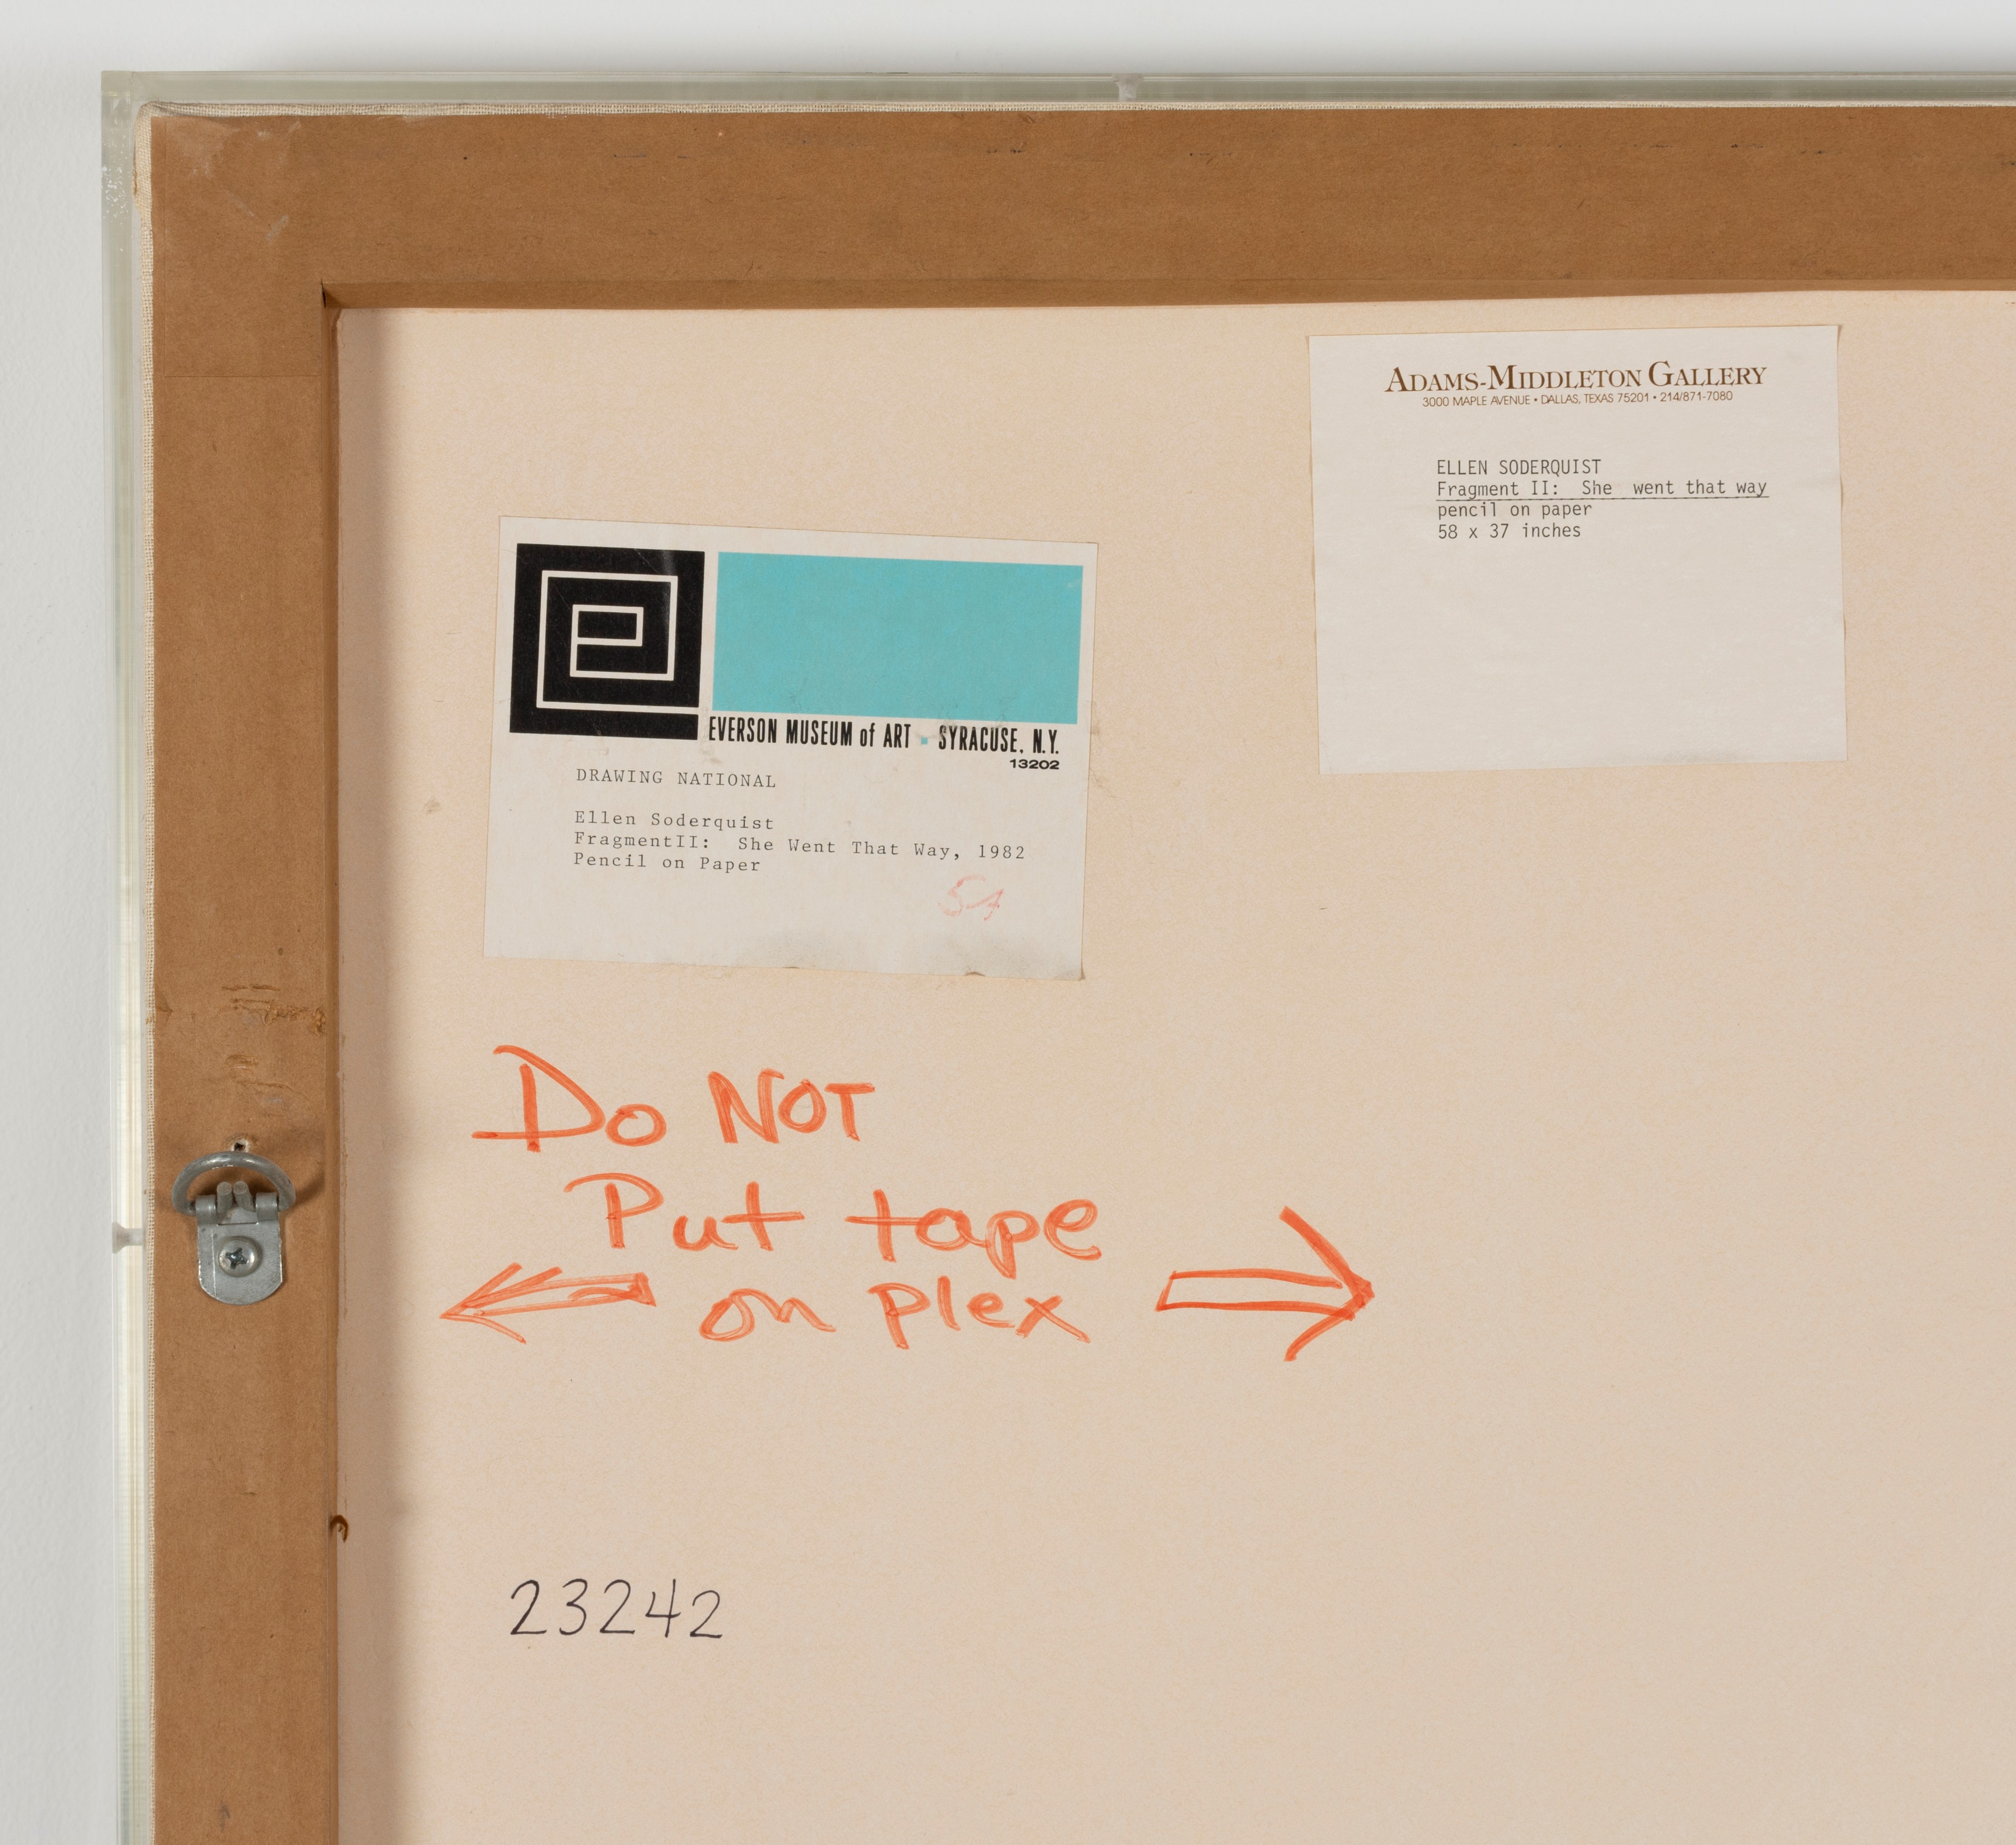 ADAMS-MIDDLETON GALLERY
3000 MAPLE AVENUE • DALLAS, TEXAS 75201 • 214/871-7080
ELLEN SODERQUIST
Fragment II:  She  went that way
pencil on paper
58 x 37 inches
e
EVERSON MUSEUM of ART ▪ SYRACUSE, N.Y.
13202
DRAWING NATIONAL
Ellen Soderquist
FragmentII:  She Went That Way, 1982
Pencil on Paper
Do NOT
Put tape
on plex
23242